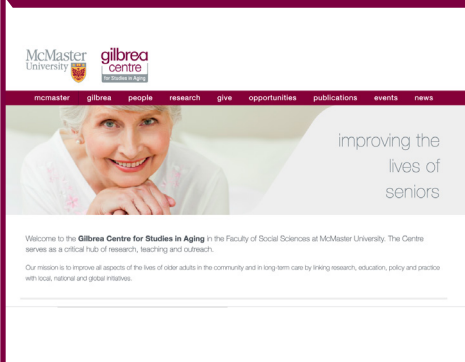 McMaster
University
gilbrea
centre
for Studies in Aging
mcmaster gilbrea people research give opportunities publications events news
improving the
lives of
seniors
Welcome to the Gilbrea Centre for Studies in Aging in the Faculty of Social Sciences at McMaster University. The Centre
serves as a critical hub of research, teaching and outreach.
Our mission is to improve all aspects of the lives of older adults in the community and in long-term care by linking research, education, policy and practice
with local, national and global initiatives.